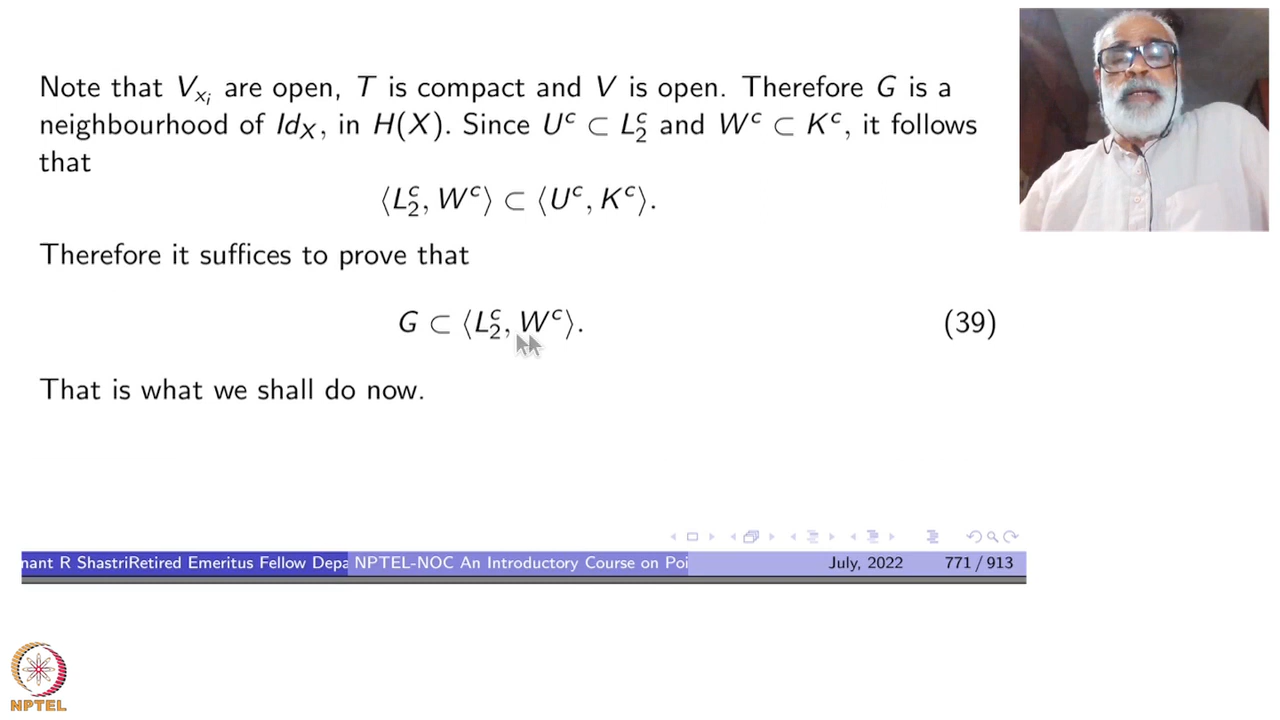 Note that V_{x_i} are open, T is compact and V is open. Therefore G is a
neighbourhood of Id_X, in H(X). Since U^c ⊂ L_2^c and W^c ⊂ K^c, it follows
that
⟨L_2^c, W^c⟩ ⊂ ⟨U^c, K^c⟩.
Therefore it suffices to prove that
G ⊂ ⟨L_2^c, W^c⟩. (39)
That is what we shall do now.
nant R ShastriRetired Emeritus Fellow Depa NPTEL-NOC An Introductory Course on Poi July, 2022 771 / 913
NPTEL